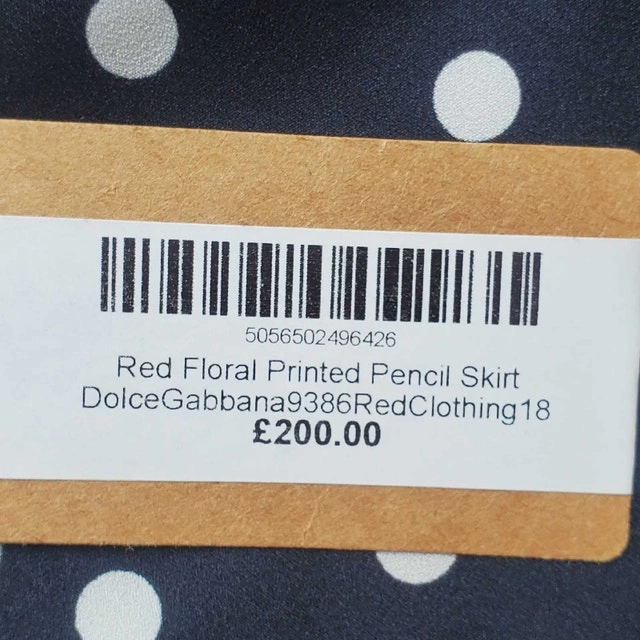 5056502496426
Red Floral Printed Pencil Skirt
DolceGabbana9386RedClothing18
£200.00